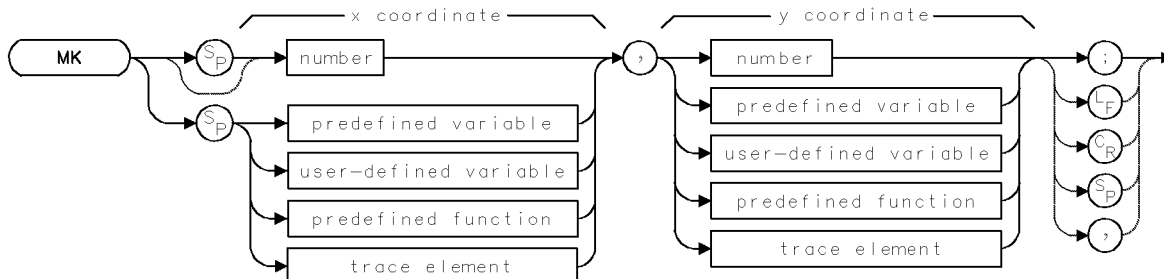 x coordinate
y coordinate
MK
SP
number
,
number
;
SP
predefined variable
predefined variable
LF
user-defined variable
user-defined variable
CR
predefined function
predefined function
SP
trace element
trace element
,